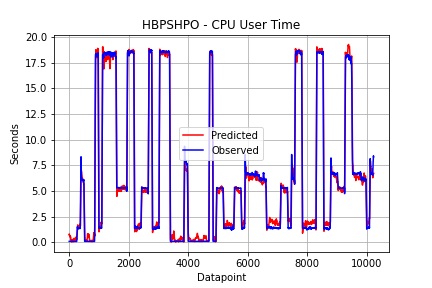 HBPSHPO - CPU User Time
20.0
17.5
15.0
12.5
10.0
7.5
5.0
2.5
0.0
Seconds
Predicted
Observed
0 2000 4000 6000 8000 10000
Datapoint